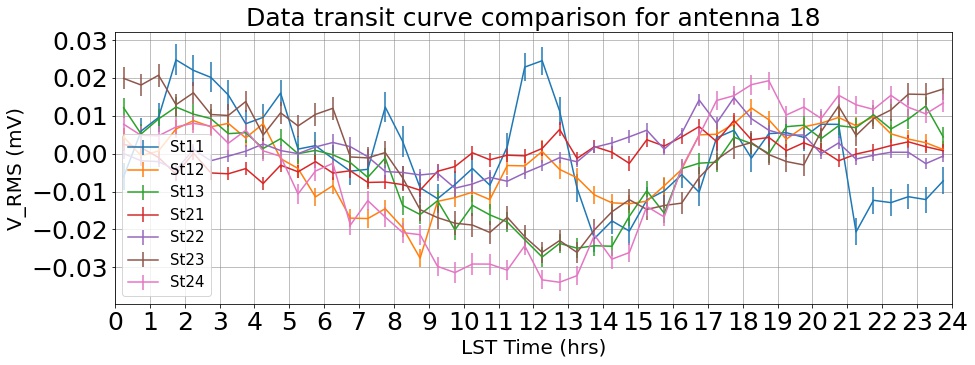 Data transit curve comparison for antenna 18
V_RMS (mV)
0.03
0.02
0.01
0.00
−0.01
−0.02
−0.03
St11
St12
St13
St21
St22
St23
St24
0 1 2 3 4 5 6 7 8 9 10 11 12 13 14 15 16 17 18 19 20 21 22 23 24
LST Time (hrs)